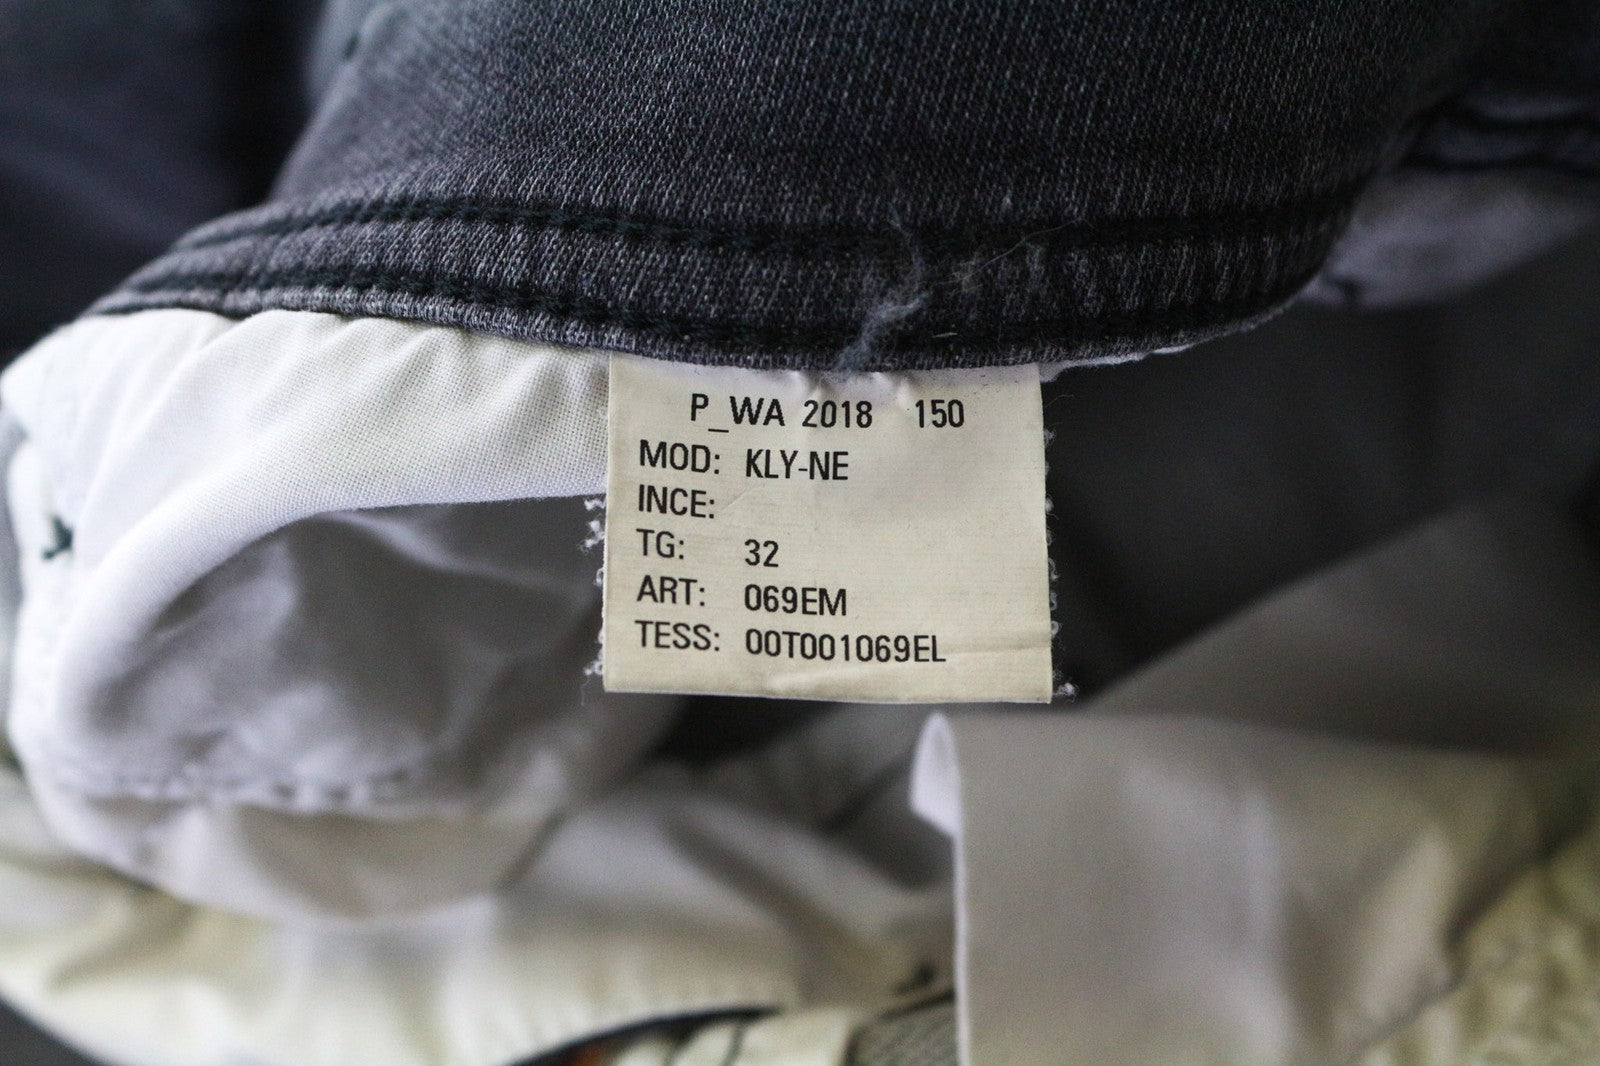 P_WA 2018 150
MOD: KLY-NE
INCE:
TG: 32
ART: 069EM
TESS: 00T001069EL